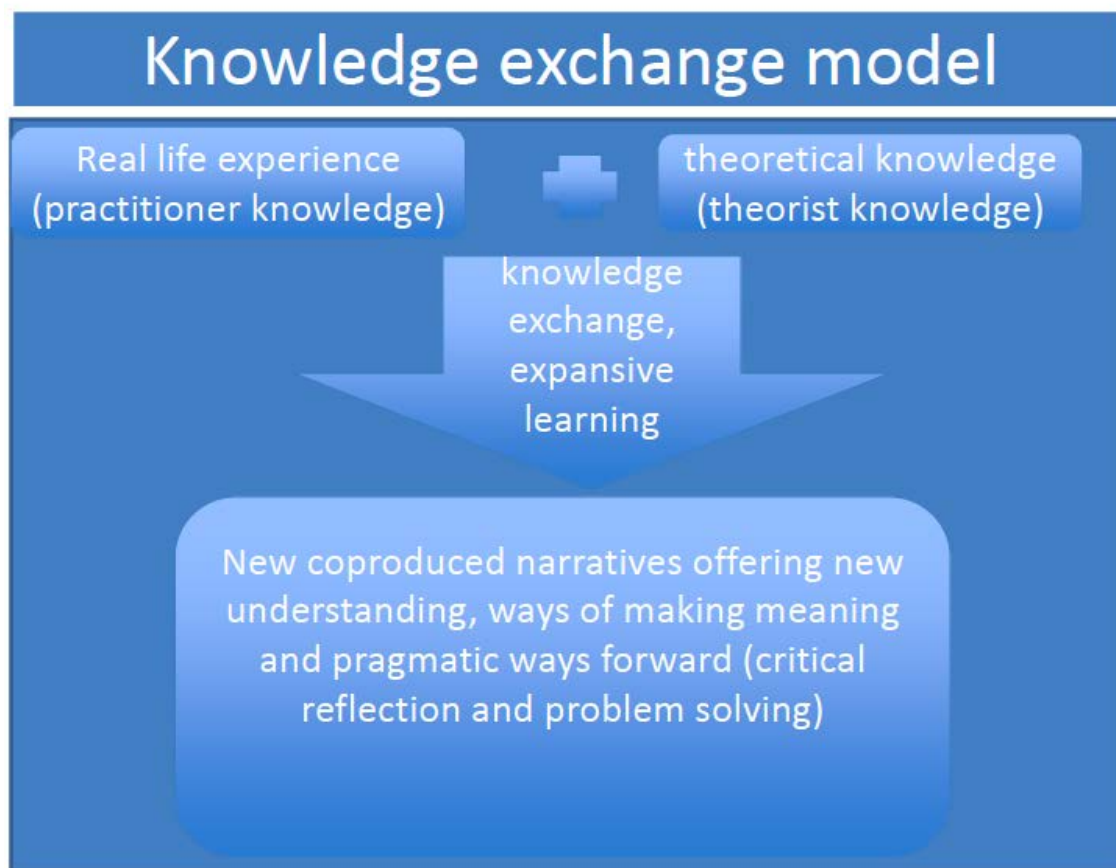 Knowledge exchange model
Real life experience
(practitioner knowledge)
theoretical knowledge
(theorist knowledge)
knowledge
exchange,
expansive
learning
New coproduced narratives offering new
understanding, ways of making meaning
and pragmatic ways forward (critical
reflection and problem solving)